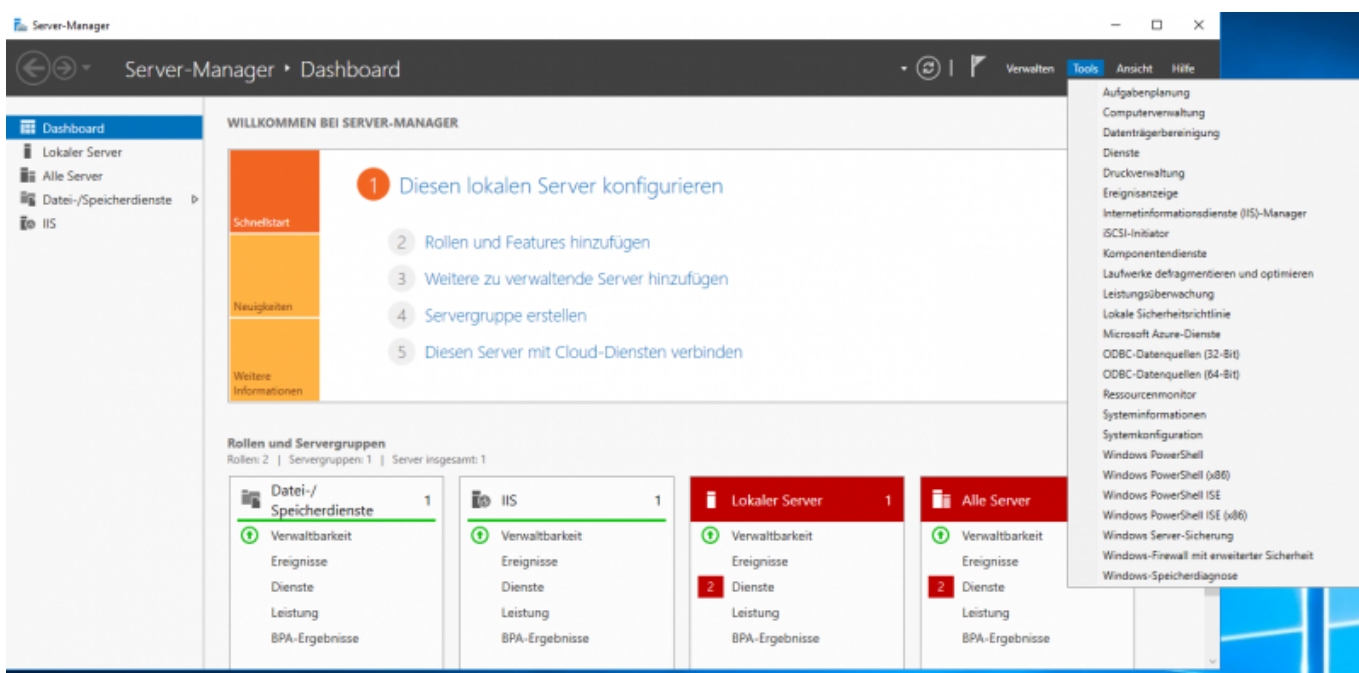 Server-Manager
Server-Manager ‣ Dashboard
Verwalten Tools Ansicht Hilfe
Dashboard
Lokaler Server
Alle Server
Datei-/Speicherdienste
IIS
WILLKOMMEN BEI SERVER-MANAGER
Schnellstart
Neuigkeiten
Weitere
Informationen
1 Diesen lokalen Server konfigurieren
2 Rollen und Features hinzufügen
3 Weitere zu verwaltende Server hinzufügen
4 Servergruppe erstellen
5 Diesen Server mit Cloud-Diensten verbinden
Rollen und Servergruppen
Rollen: 2 | Servergruppen: 1 | Server insgesamt: 1
Datei-/
Speicherdienste 1
Verwaltbarkeit
Ereignisse
Dienste
Leistung
BPA-Ergebnisse
IIS 1
Verwaltbarkeit
Ereignisse
Dienste
Leistung
BPA-Ergebnisse
Lokaler Server 1
Verwaltbarkeit
Ereignisse
2 Dienste
Leistung
BPA-Ergebnisse
Alle Server
Verwaltbarkeit
Ereignisse
2 Dienste
Leistung
BPA-Ergebnisse
Aufgabenplanung
Computerverwaltung
Datenträgerbereinigung
Dienste
Druckverwaltung
Ereignisanzeige
Internetinformationsdienste (IIS)-Manager
iSCSI-Initiator
Komponentendienste
Laufwerke defragmentieren und optimieren
Leistungsüberwachung
Lokale Sicherheitsrichtlinie
Microsoft Azure-Dienste
ODBC-Datenquellen (32-Bit)
ODBC-Datenquellen (64-Bit)
Ressourcenmonitor
Systeminformationen
Systemkonfiguration
Windows PowerShell
Windows PowerShell (x86)
Windows PowerShell ISE
Windows PowerShell ISE (x86)
Windows Server-Sicherung
Windows-Firewall mit erweiterter Sicherheit
Windows-Speicherdiagnose